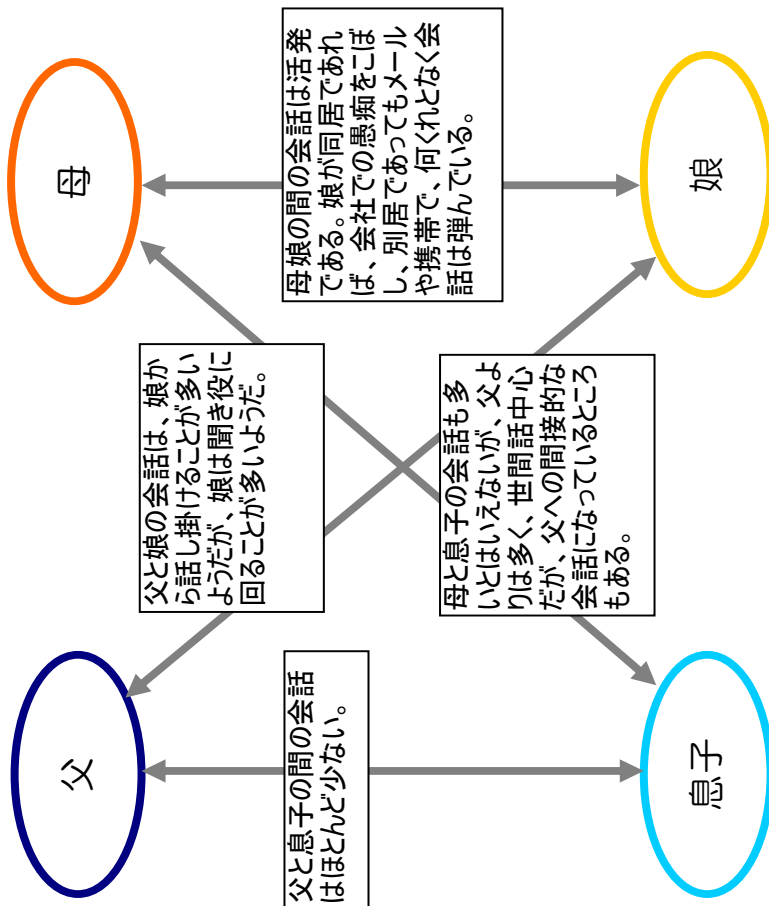 父
母
父と娘の会話は、娘か
ら話し掛けることが多い
ようだが、娘は聞き役に
回ることが多いようだ。
父と息子の間の会話
はほとんど少ない。
母娘の間の会話は活発
である。娘が同居であれ
ば、会社での愚痴をこぼ
し、別居であってもメール
や携帯で、何くれとなく会
話は弾んでいる。
母と息子の会話も多
いとはいえないが、父よ
りは多く、世間話中心
だが、父への間接的な
会話になっているところ
もある。
息子
娘